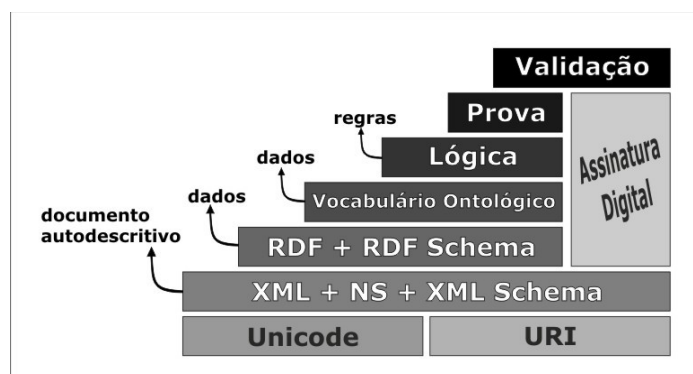 Validação
Prova
regras
Lógica
Assinatura
Digital
dados
Vocabulário Ontológico
dados
RDF + RDF Schema
documento
autodescritivo
XML + NS + XML Schema
Unicode
URI